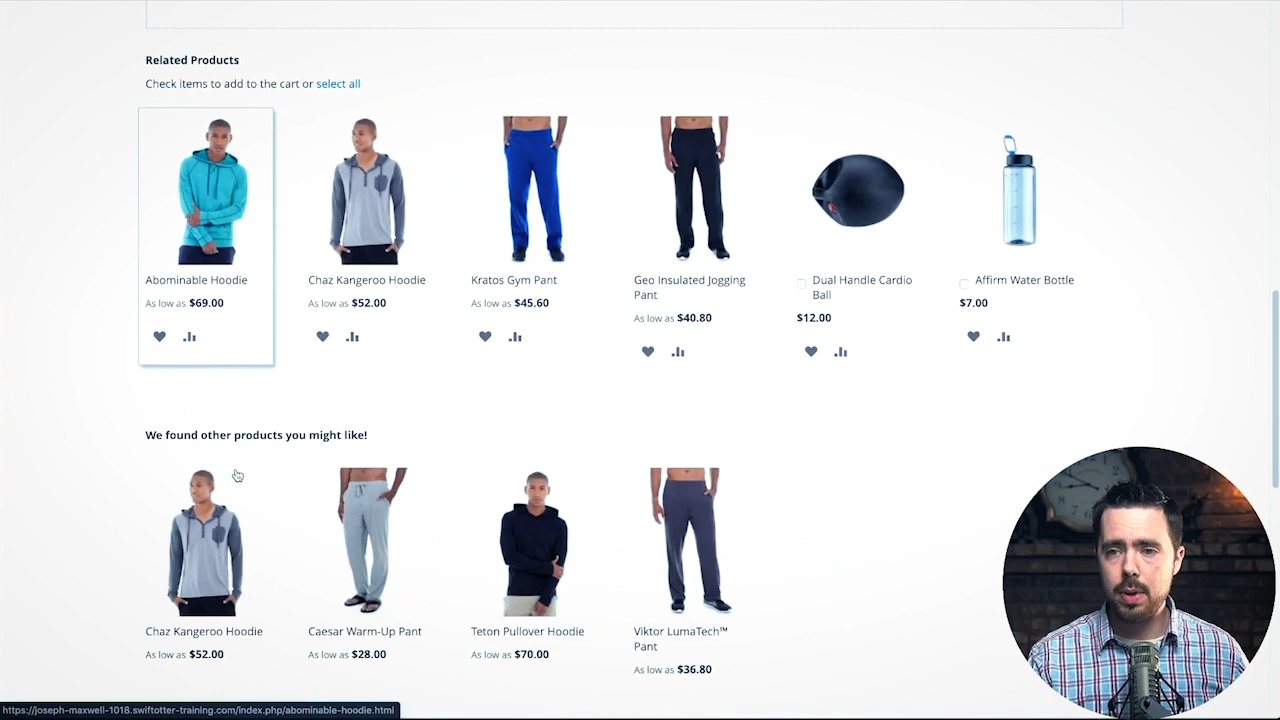 Related Products
Check items to add to the cart or select all
Abominable Hoodie
As low as $69.00
Chaz Kangeroo Hoodie
As low as $52.00
Kratos Gym Pant
As low as $45.60
Geo Insulated Jogging
Pant
As low as $40.80
Dual Handle Cardio
Ball
$12.00
Affirm Water Bottle
$7.00
We found other products you might like!
Chaz Kangeroo Hoodie
As low as $52.00
Caesar Warm-Up Pant
As low as $28.00
Teton Pullover Hoodie
As low as $70.00
Viktor LumaTech™
Pant
As low as $36.80
https://joseph-maxwell-1018.swiftotter-training.com/index.php/abominable-hoodie.html